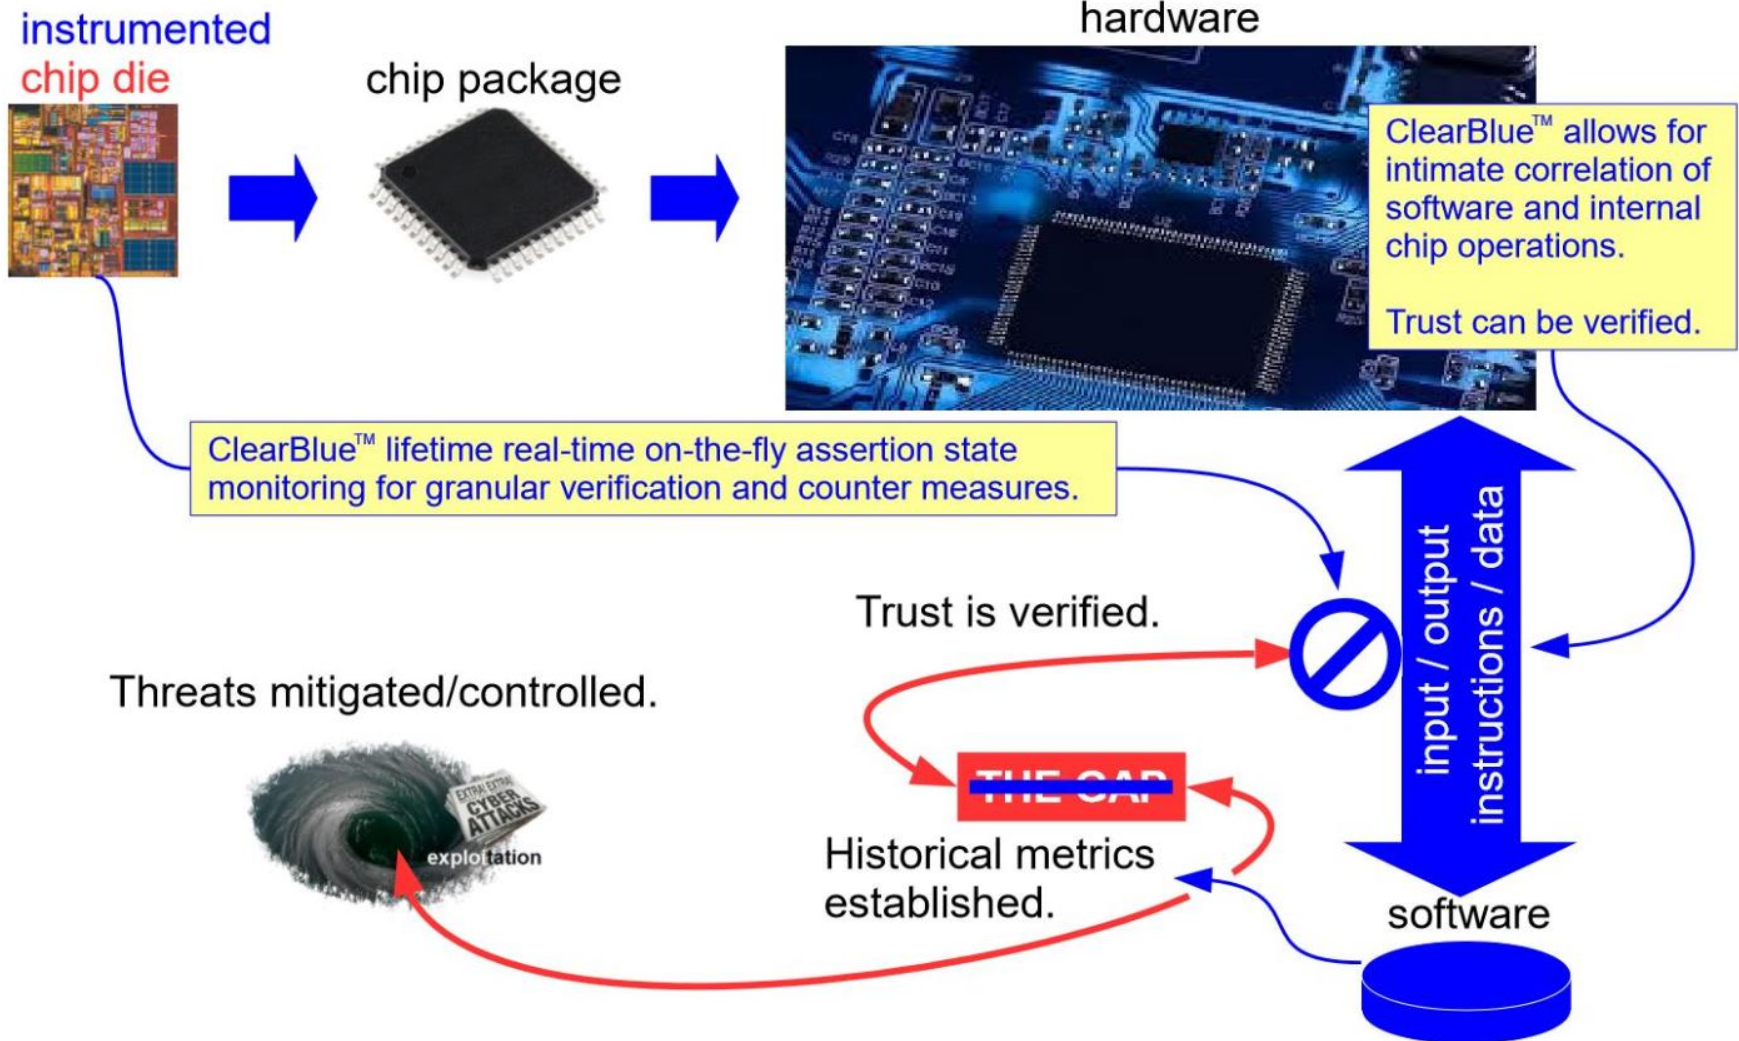 instrumented
chip die
chip package
hardware
ClearBlue™ allows for
intimate correlation of
software and internal
chip operations.
Trust can be verified.
ClearBlue™ lifetime real-time on-the-fly assertion state
monitoring for granular verification and counter measures.
input / output
instructions / data
Trust is verified.
Threats mitigated/controlled.
THE GAP
EXTRA! EXTRA!
CYBER
ATTACKS
exploitation
Historical metrics
established.
software